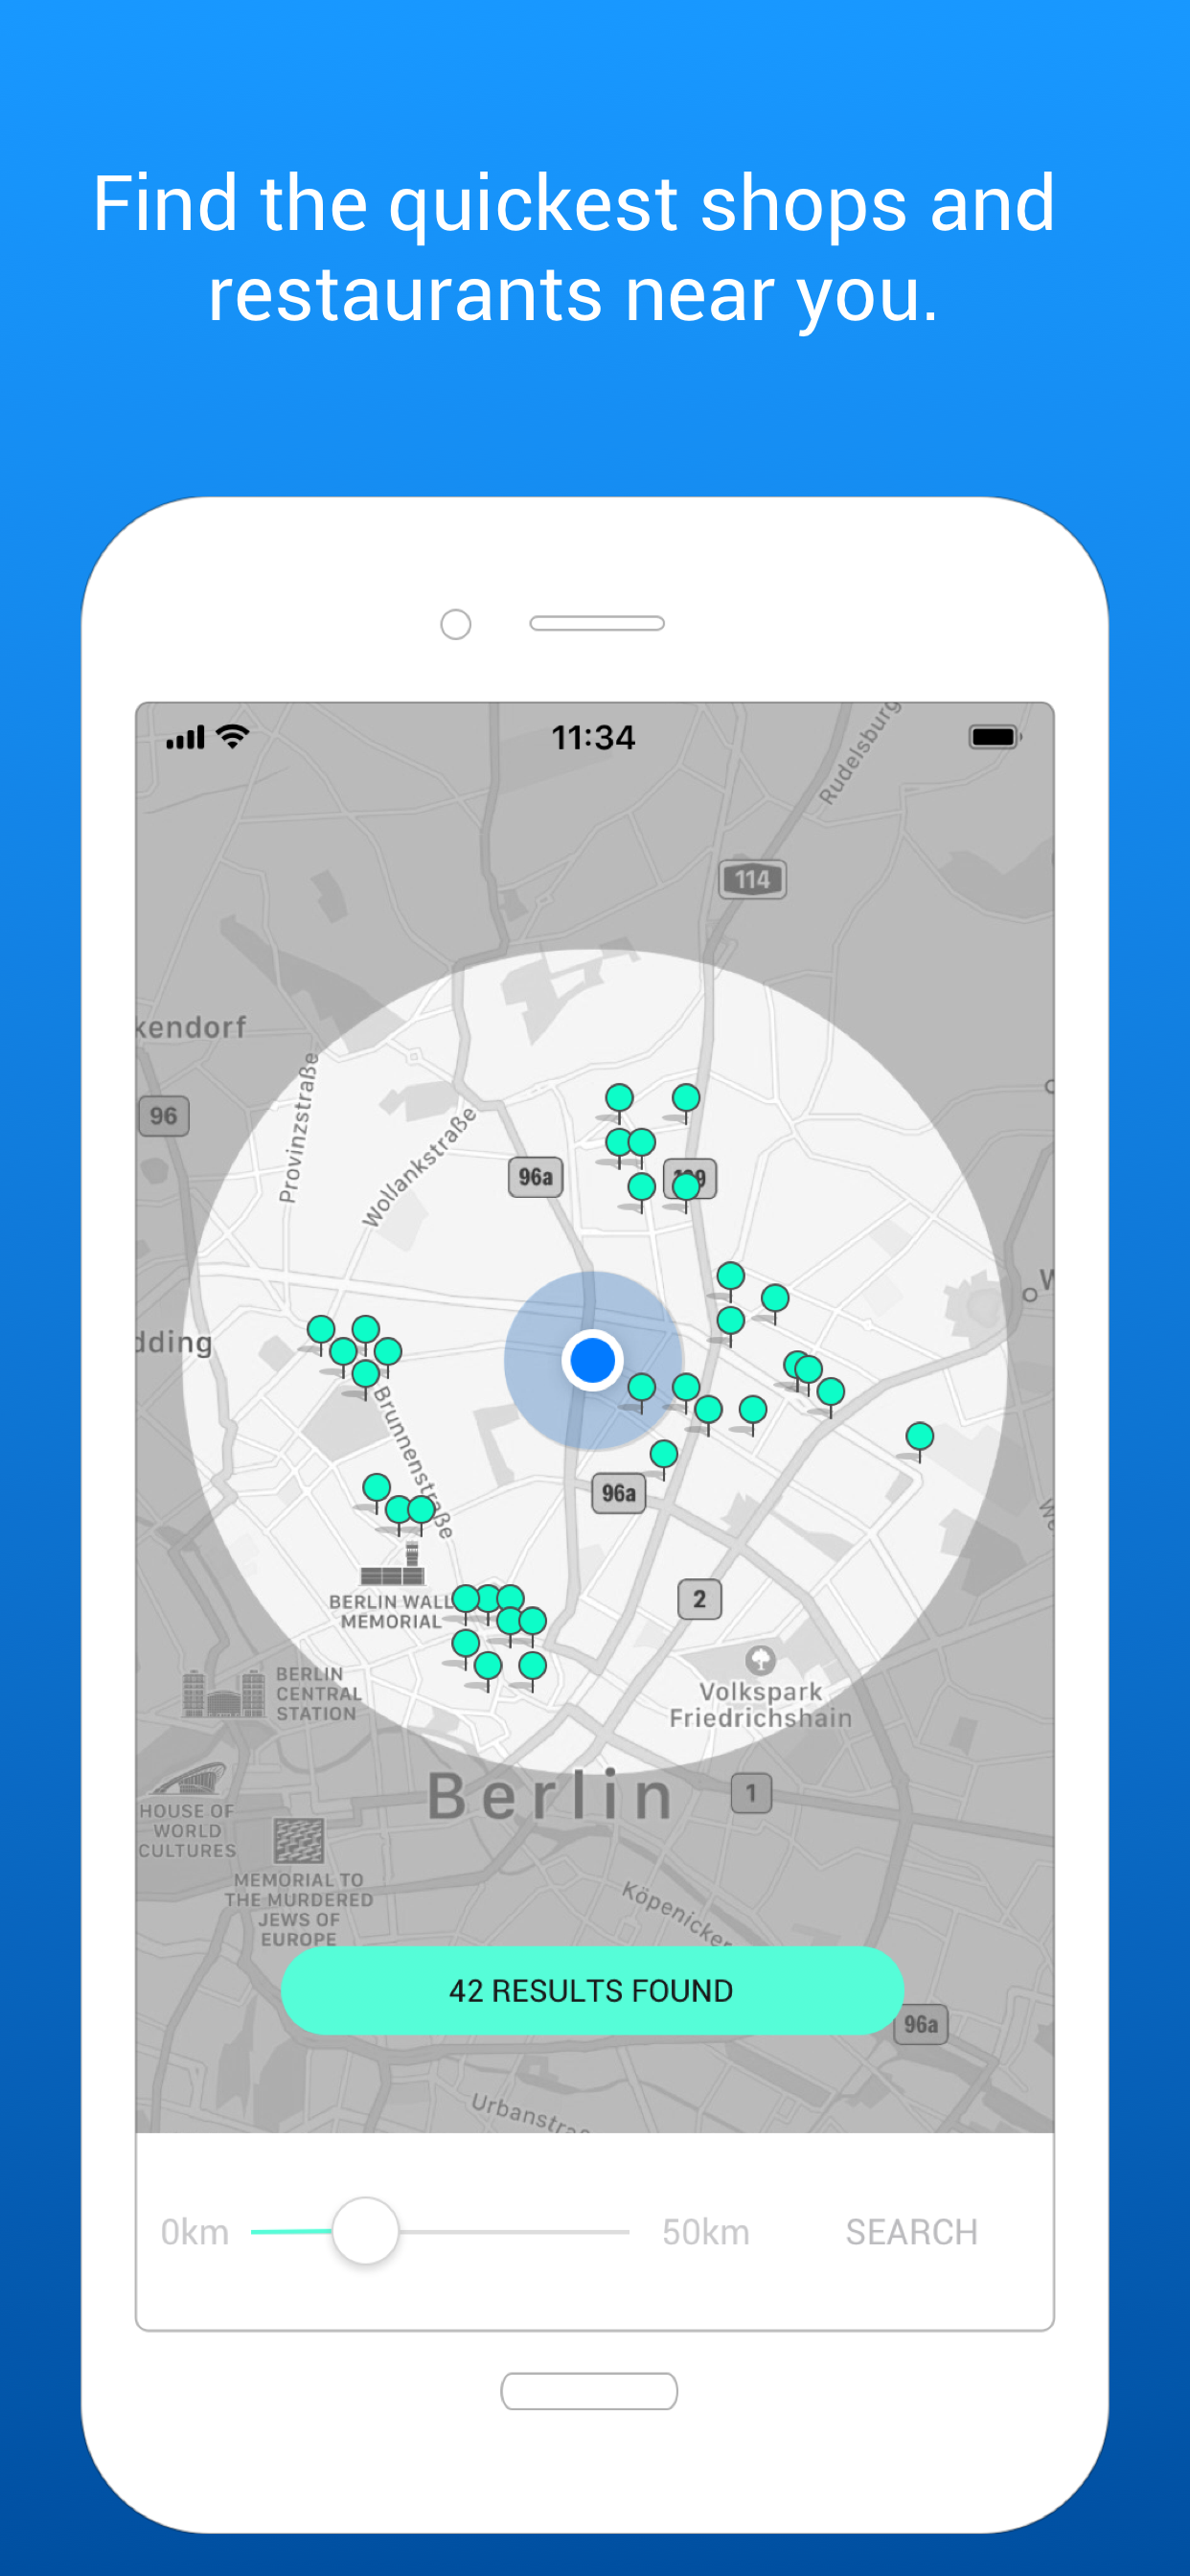 Find the quickest shops and
restaurants near you.
11:34
Rudelsburg
114
kendorf
96
Provinzstraße
Wollankstraße
96a
dding
Brunnenstraße
96a
BERLIN WALL
MEMORIAL
2
BERLIN
CENTRAL
STATION
Volkspark
Friedrichshain
Berlin
1
HOUSE OF
WORLD
CULTURES
MEMORIAL TO
THE MURDERED
JEWS OF
EUROPE
Köpenicker
42 RESULTS FOUND
96a
Urbanstra
0km
50km
SEARCH